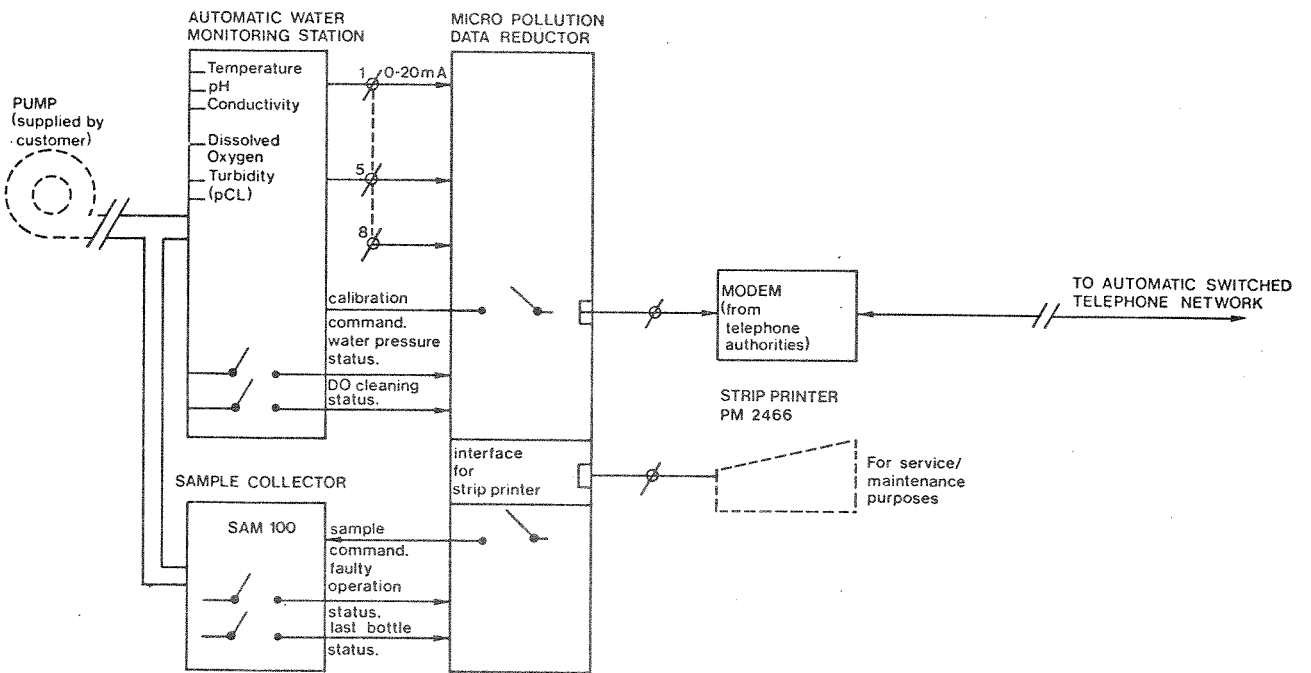 AUTOMATIC WATER
MONITORING STATION
MICRO POLLUTION
DATA REDUCTOR
PUMP
(supplied by
customer)
Temperature
pH
Conductivity
Dissolved
Oxygen
Turbidity
(pCL)
1 0-20mA
5
8
calibration
command.
water pressure
status.
DO cleaning
status.
MODEM
(from
telephone
authorities)
TO AUTOMATIC SWITCHED
TELEPHONE NETWORK
STRIP PRINTER
PM 2466
interface
for
strip printer
For service/
maintenance
purposes
SAMPLE COLLECTOR
SAM 100
sample
command.
faulty
operation
status.
last bottle
status.